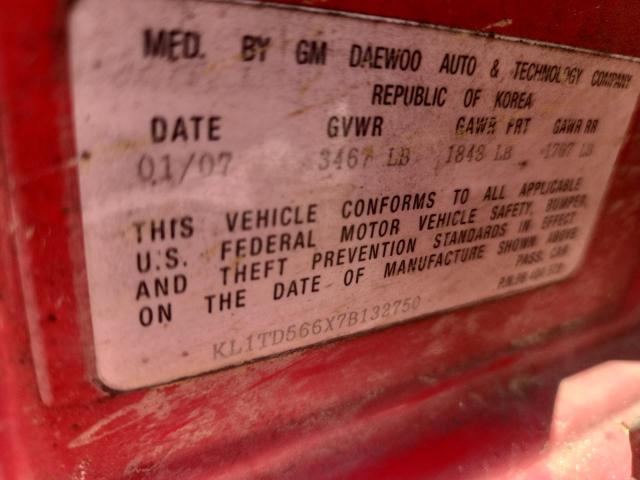 MFD. BY GM DAEWOO AUTO & TECHNOLOGY COMPANY
REPUBLIC OF KOREA
DATE GVWR GAWR FRT GAWR RR
01/07 3467 LB 1843 LB 1797 LB
THIS VEHICLE CONFORMS TO ALL APPLICABLE
U.S. FEDERAL MOTOR VEHICLE SAFETY, BUMPER,
AND THEFT PREVENTION STANDARDS IN EFFECT
ON THE DATE OF MANUFACTURE SHOWN ABOVE
PASS. CAR
KL1TD566X7B132750